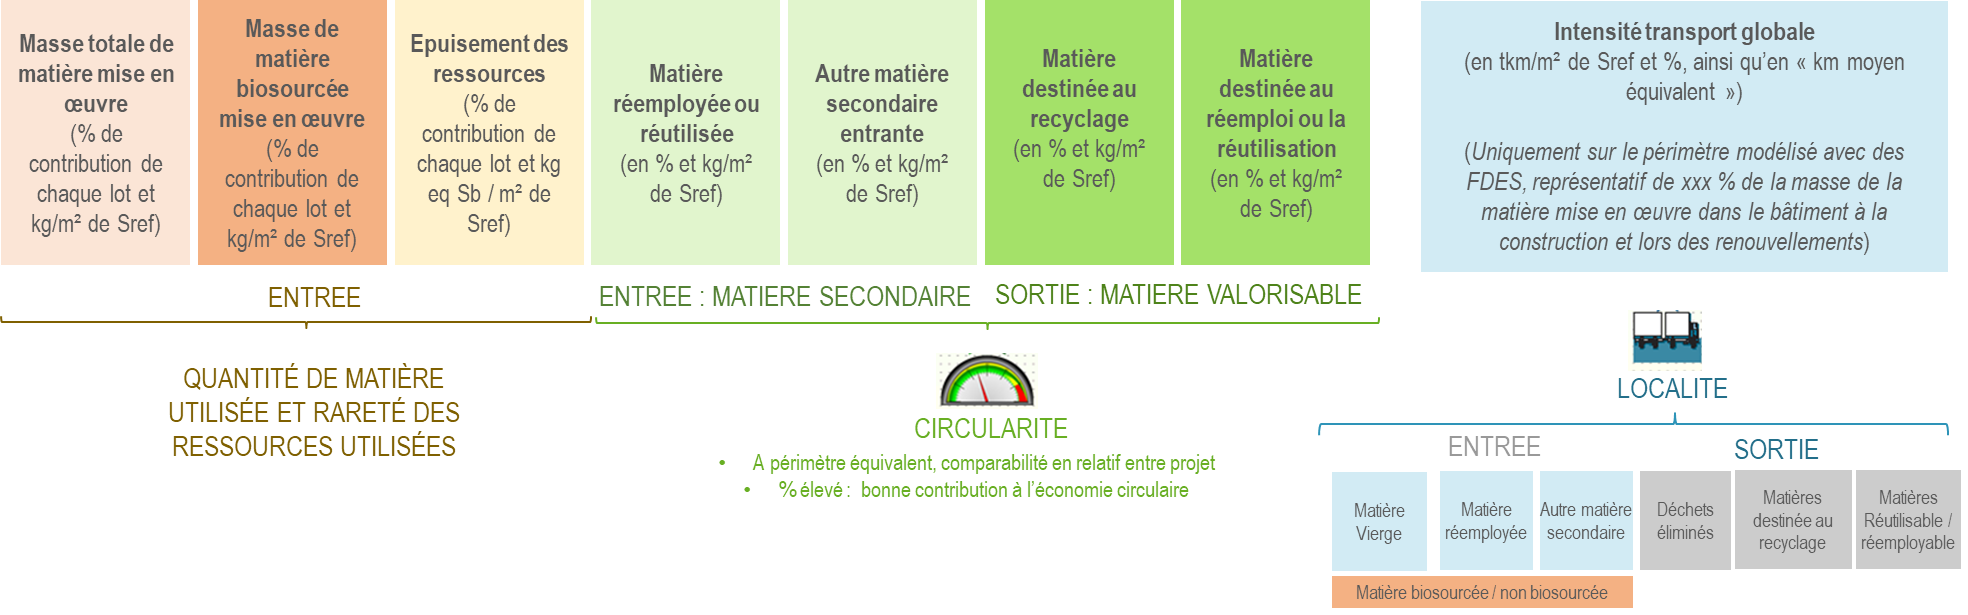 Masse totale de
matière mise en
œuvre
(% de
contribution de
chaque lot et
kg/m² de Sref)
Masse de
matière
biosourcée
mise en œuvre
(% de
contribution de
chaque lot et
kg/m² de Sref)
Epuisement des
ressources
(% de
contribution de
chaque lot et kg
eq Sb / m² de
Sref)
Matière
réemployée ou
réutilisée
(en % et kg/m²
de Sref)
Autre matière
secondaire
entrante
(en % et kg/m²
de Sref)
Matière
destinée au
recyclage
(en % et kg/m²
de Sref)
Matière
destinée au
réemploi ou la
réutilisation
(en % et kg/m²
de Sref)
Intensité transport globale
(en tkm/m² de Sref et %, ainsi qu’en « km moyen
équivalent »)
(Uniquement sur le périmètre modélisé avec des
FDES, représentatif de xxx % de la masse de la
matière mise en œuvre dans le bâtiment à la
construction et lors des renouvellements)
ENTREE
ENTREE : MATIERE SECONDAIRE
SORTIE : MATIERE VALORISABLE
QUANTITÉ DE MATIÈRE
UTILISÉE ET RARETÉ DES
RESSOURCES UTILISÉES
CIRCULARITE
• A périmètre équivalent, comparabilité en relatif entre projet
• % élevé : bonne contribution à l’économie circulaire
LOCALITE
ENTREE
SORTIE
Matière
Vierge
Matière
réemployée
Autre matière
secondaire
Déchets
éliminés
Matières
destinée au
recyclage
Matières
Réutilisable /
réemployable
Matière biosourcée / non biosourcée